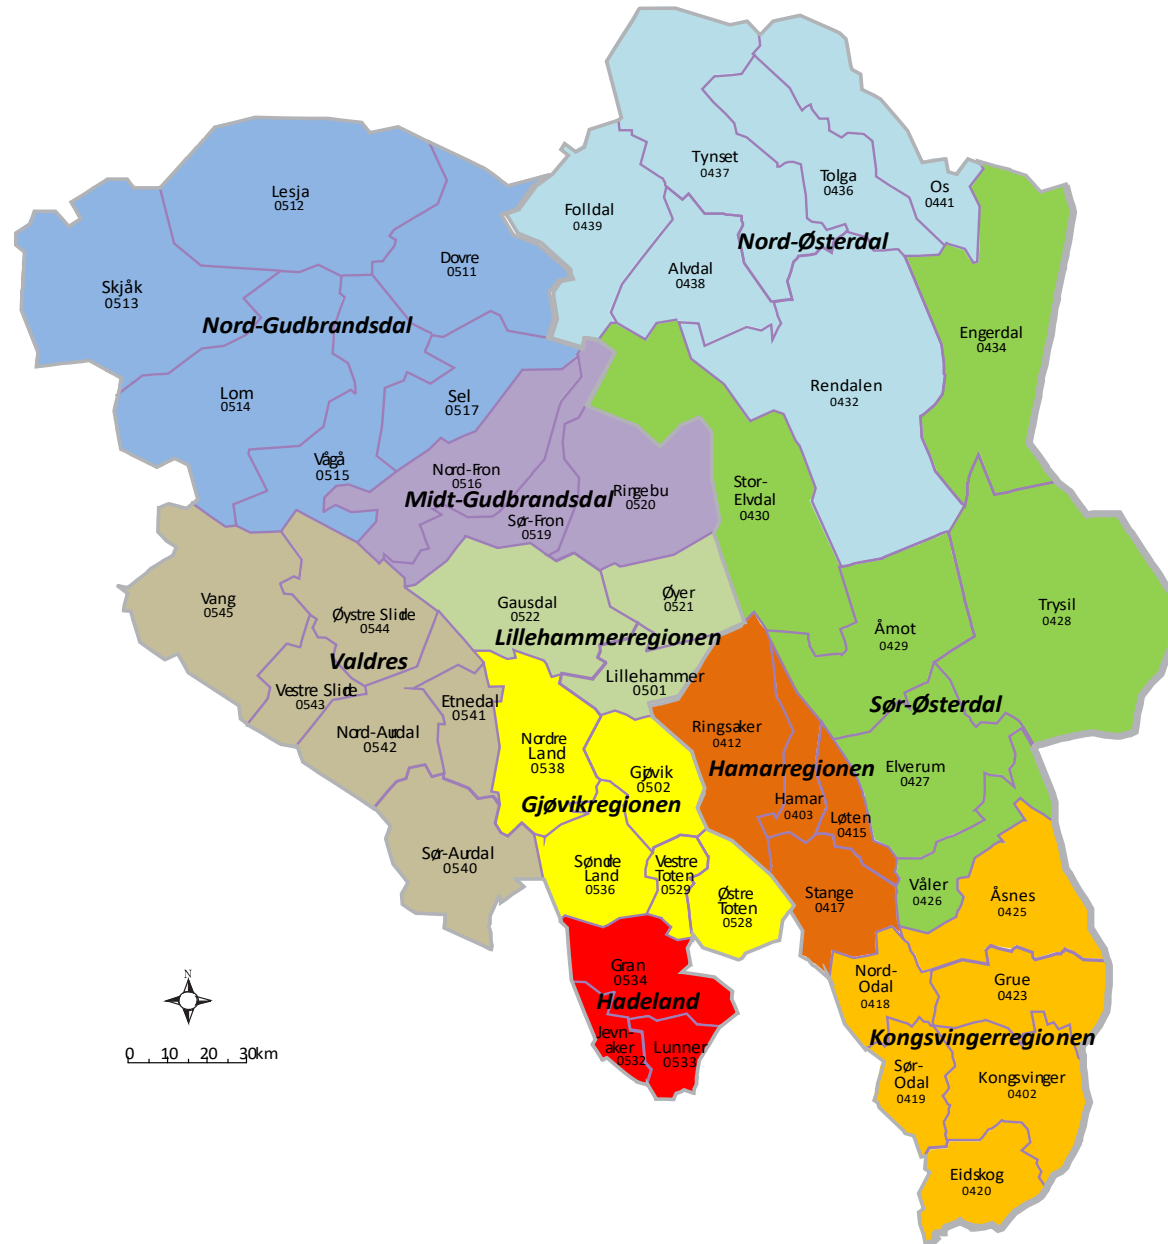 Tynset
0437
Tolga
0436
Os
0441
Lesja
0512
Folldal
0439
Nord-Østerdal
Dovre
0511
Alvdal
0438
Skjåk
0513
Nord-Gudbrandsdal
Engerdal
0434
Rendalen
0432
Lom
0514
Sel
0517
Vågå
0515
Nord-Fron
0516
Midt-Gudbrandsdal
Ringebu
0520
Sør-Fron
0519
Stor-
Elvdal
0430
Vang
0545
Øystre Slidre
0544
Gausdal
0522
Øyer
0521
Trysil
0428
Åmot
0429
Lillehammerregionen
Valdres
Lillehammer
0501
Vestre Slidre
0543
Etnedal
0541
Sør-Østerdal
Nord-Aurdal
0542
Nordre
Land
0538
Ringsaker
0412
Gjøvik
0502
Hamarregionen
Elverum
0427
Gjøvikregionen
Hamar
0403
Løten
0415
Sør-Aurdal
0540
Søndre
Land
0536
Vestre
Toten
0529
Østre
Toten
0528
Stange
0417
Våler
0426
Åsnes
0425
Gran
0534
Nord-
Odal
0418
Grue
0423
Hadeland
Jevn-
aker
0532
Lunner
0533
Kongsvingerregionen
Sør-
Odal
0419
Kongsvinger
0402
Eidskog
0420
N
0 10 20 30km